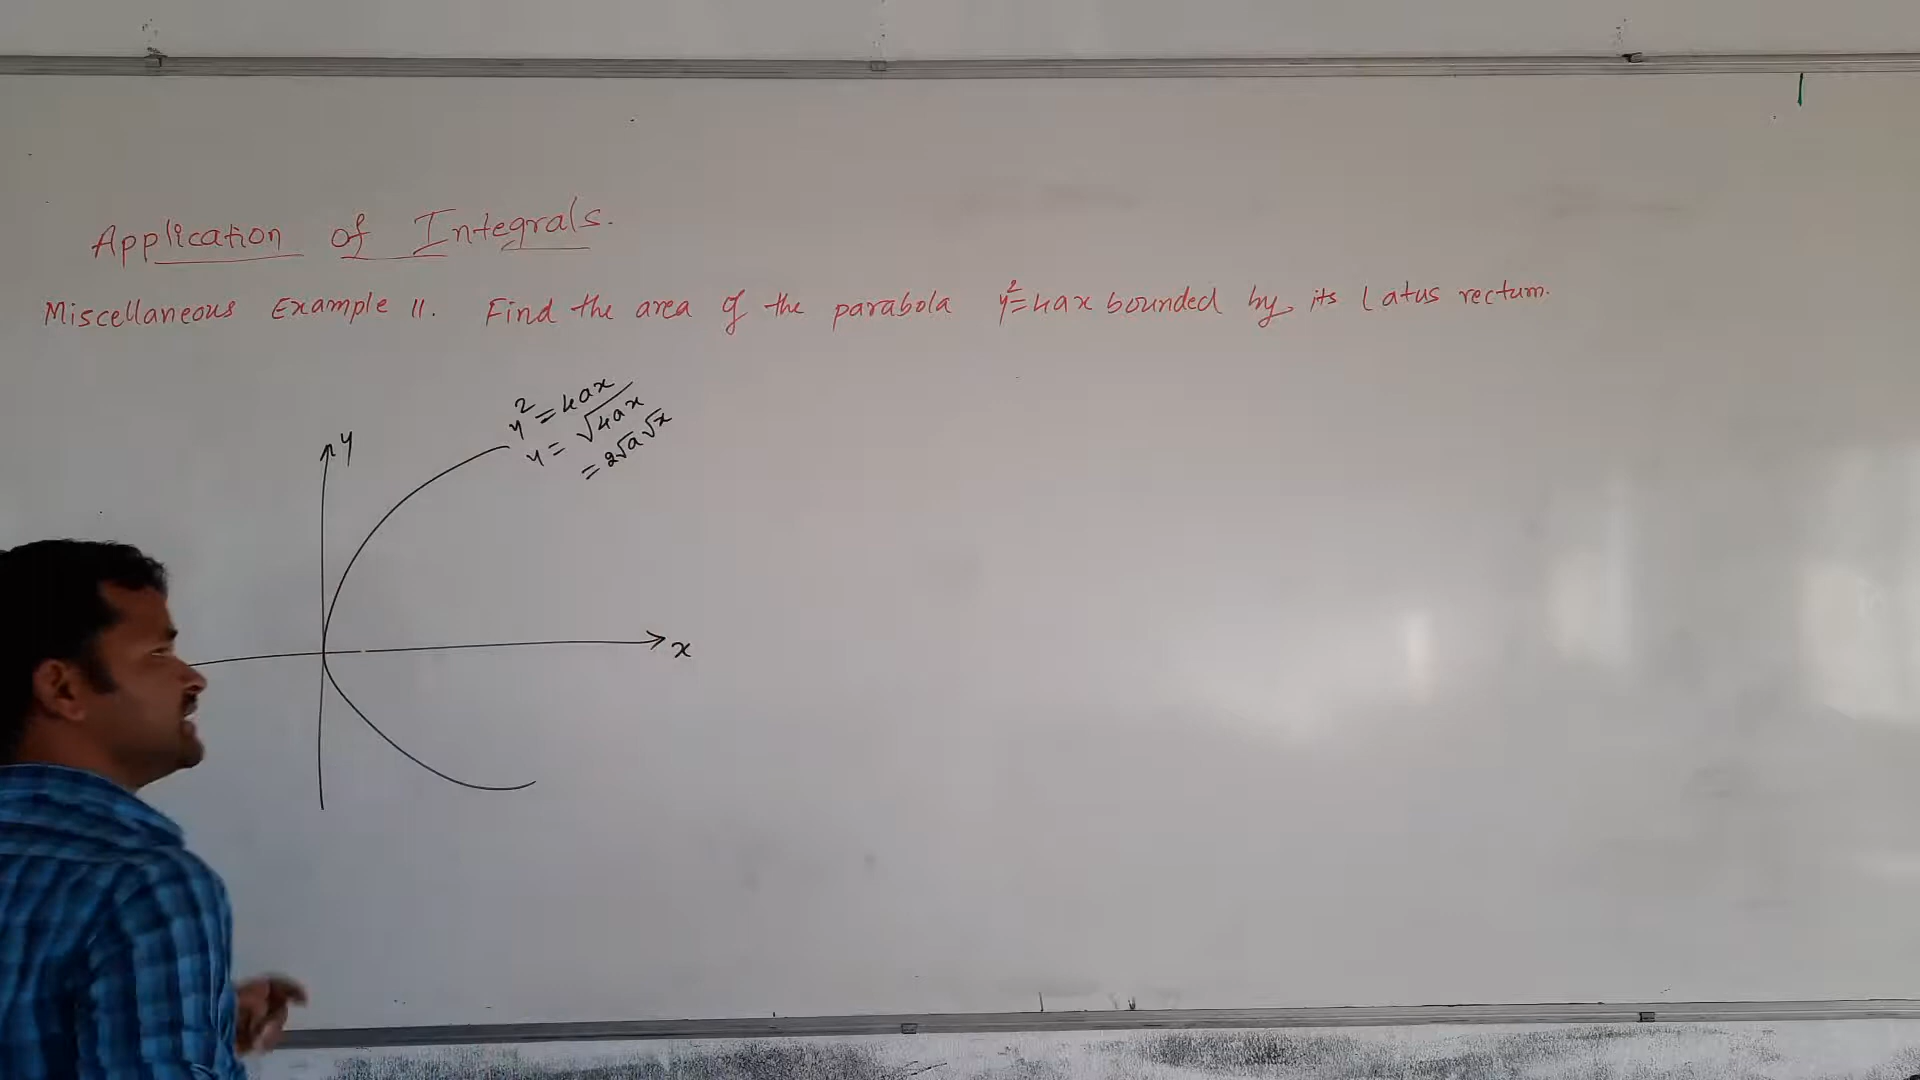 Application of Integrals.
Miscellaneous Example 11. Find the area of the parabola y²=4ax bounded by its Latus rectum.
y² = 4ax
y = √4ax
= 2√a√x
y
x